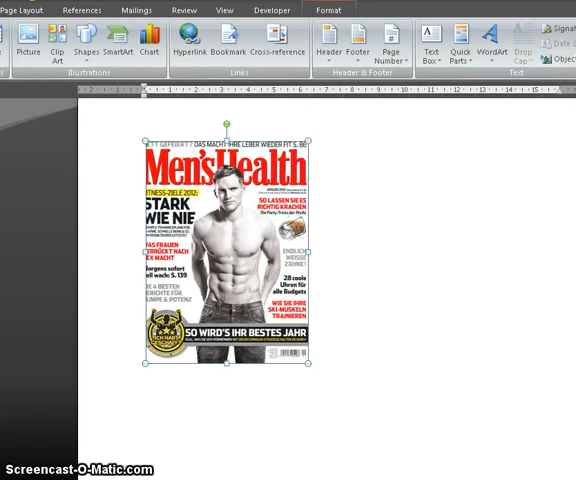 Page Layout References Mailings Review View Developer Format
Picture Clip Art Shapes SmartArt Chart Hyperlink Bookmark Cross-reference Header Footer Page Number Text Box Quick Parts WordArt Drop Cap
Illustrations Links Header & Footer Text
DAS MACHT IHRE LEBER WIEDER FIT S. 86
Men'sHealth
FITNESS-ZIELE 2012:
STARK
WIE NIE
SO LASSEN SIE ES
RICHTIG KRACHEN
Die Party-Tricks der Profis
WAS FRAUEN
VERRÜCKT NACH
SEX MACHT
ENDLICH
WEISSE
ZÄHNE!
Morgens sofort
voll wach: S. 139
28 coole
Uhren für
alle Budgets
DIE 4 BESTEN
WIE SIE IHRE
SKI-MUSKELN
TRAINIEREN
SO WIRD'S IHR BESTES JAHR
Screencast-O-Matic.com